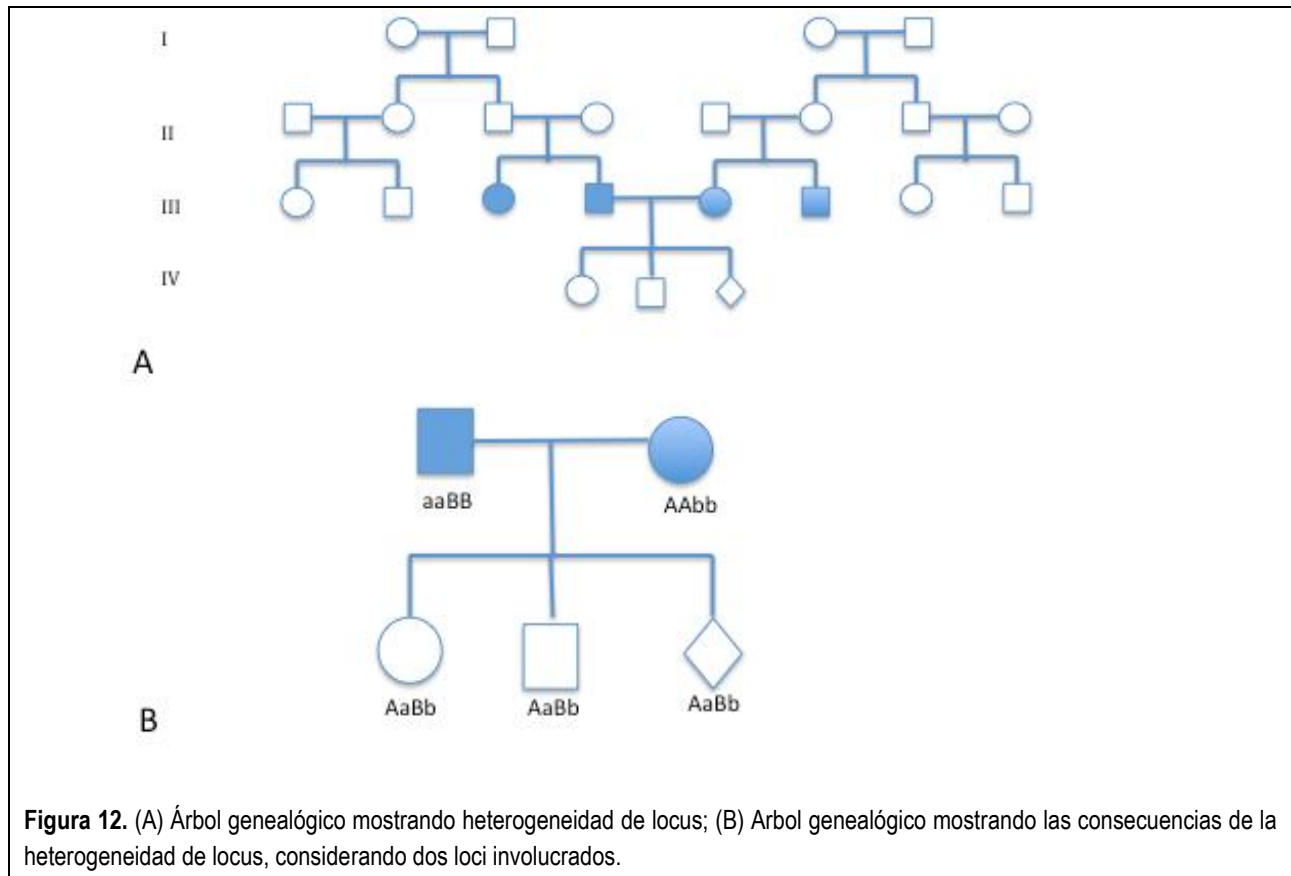 I
II
III
IV
A
aaBB AAbb
AaBb AaBb AaBb
B
Figura 12. (A) Árbol genealógico mostrando heterogeneidad de locus; (B) Arbol genealógico mostrando las consecuencias de la
heterogeneidad de locus, considerando dos loci involucrados.